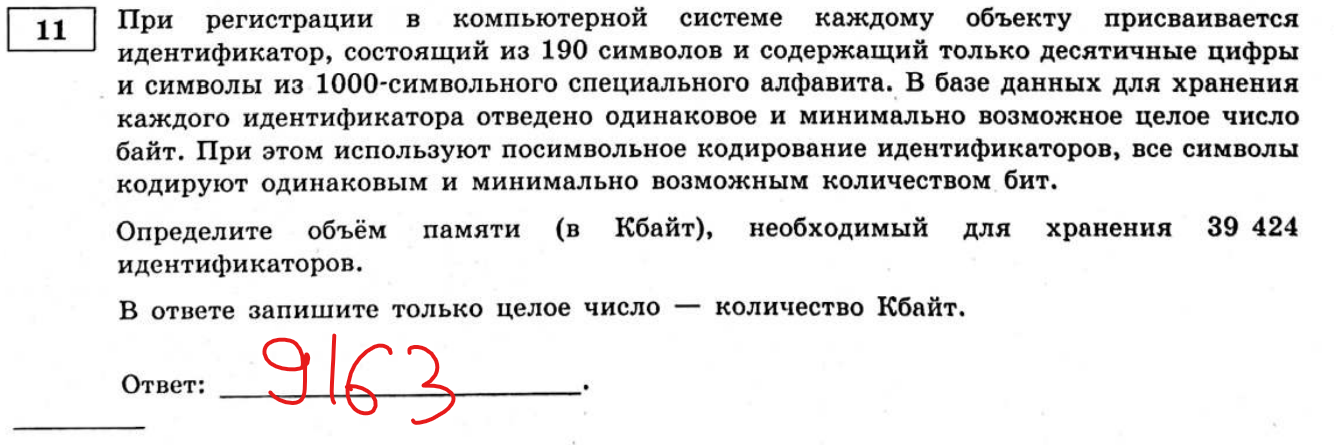 11
При регистрации в компьютерной системе каждому объекту присваивается
идентификатор, состоящий из 190 символов и содержащий только десятичные цифры
и символы из 1000-символьного специального алфавита. В базе данных для хранения
каждого идентификатора отведено одинаковое и минимально возможное целое число
байт. При этом используют посимвольное кодирование идентификаторов, все символы
кодируют одинаковым и минимально возможным количеством бит.
Определите объём памяти (в Кбайт), необходимый для хранения 39 424
идентификаторов.
В ответе запишите только целое число — количество Кбайт.
Ответ: 9163.